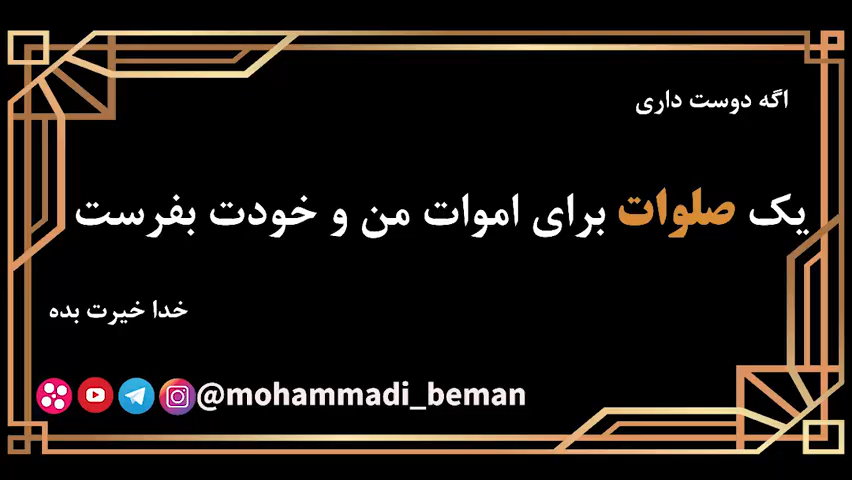 اگه دوست داری
یک صلوات برای اموات من و خودت بفرست
خدا خیرت بده
@mohammadi_beman